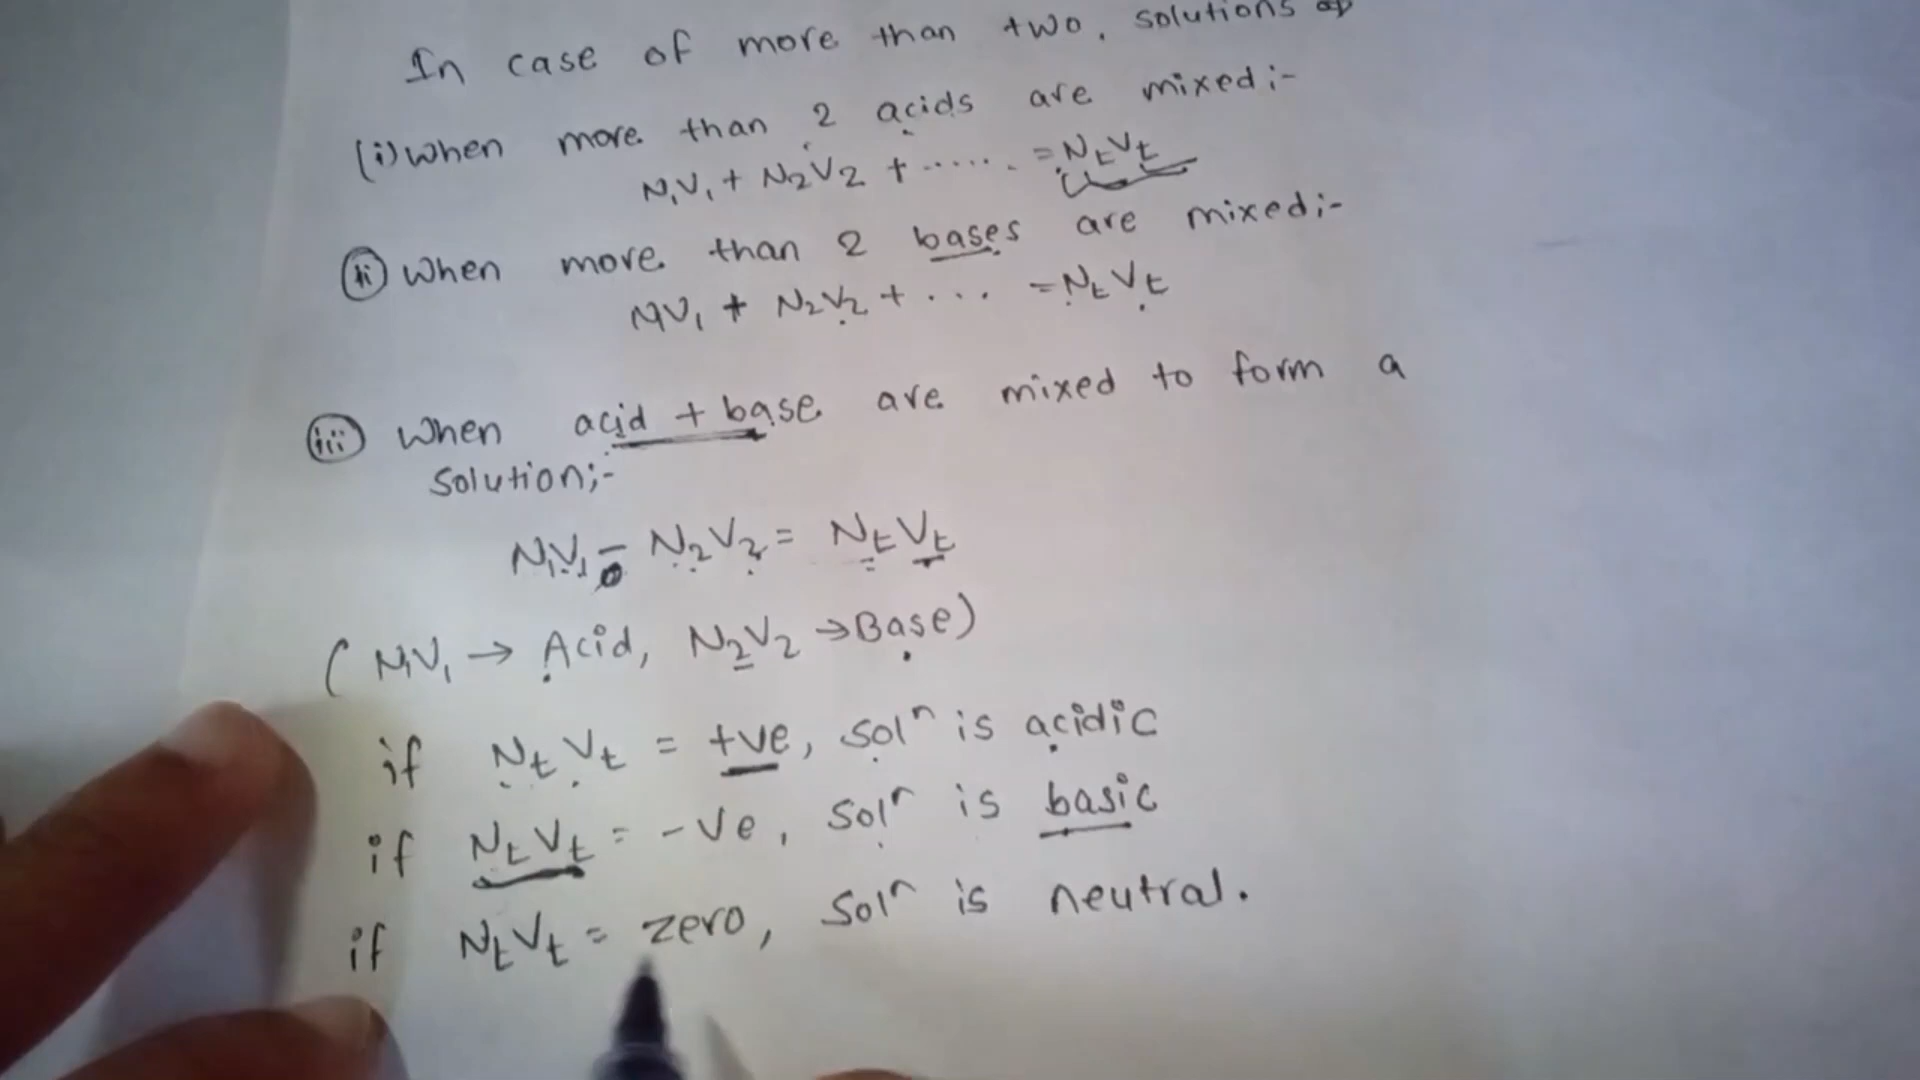 In case of more than two, solutions
(i) When more than 2 acids are mixed:-
N₁V₁ + N₂V₂ + ...... = NtVt
(ii) When more than 2 bases are mixed:-
N₁V₁ + N₂V₂ + ... = NtVt
(iii) When acid + base are mixed to form a
Solution:-
N₁V₁ - N₂V₂ = NtVt
(N₁V₁ → Acid, N₂V₂ → Base)
if NtVt = +ve, Solⁿ is acidic
if NtVt = -ve, Solⁿ is basic
if NtVt = zero, Solⁿ is neutral.